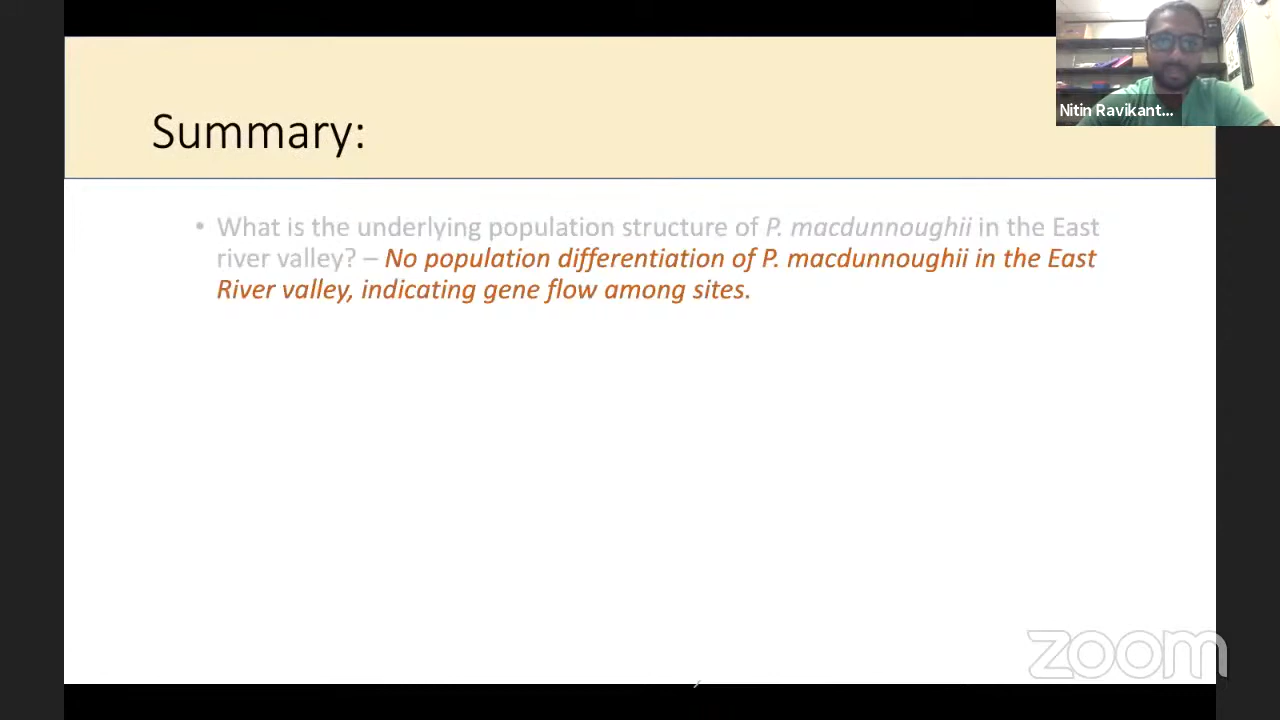 Nitin Ravikant...
Summary:
• What is the underlying population structure of P. macdunnoughii in the East
river valley? – No population differentiation of P. macdunnoughii in the East
River valley, indicating gene flow among sites.
zoom